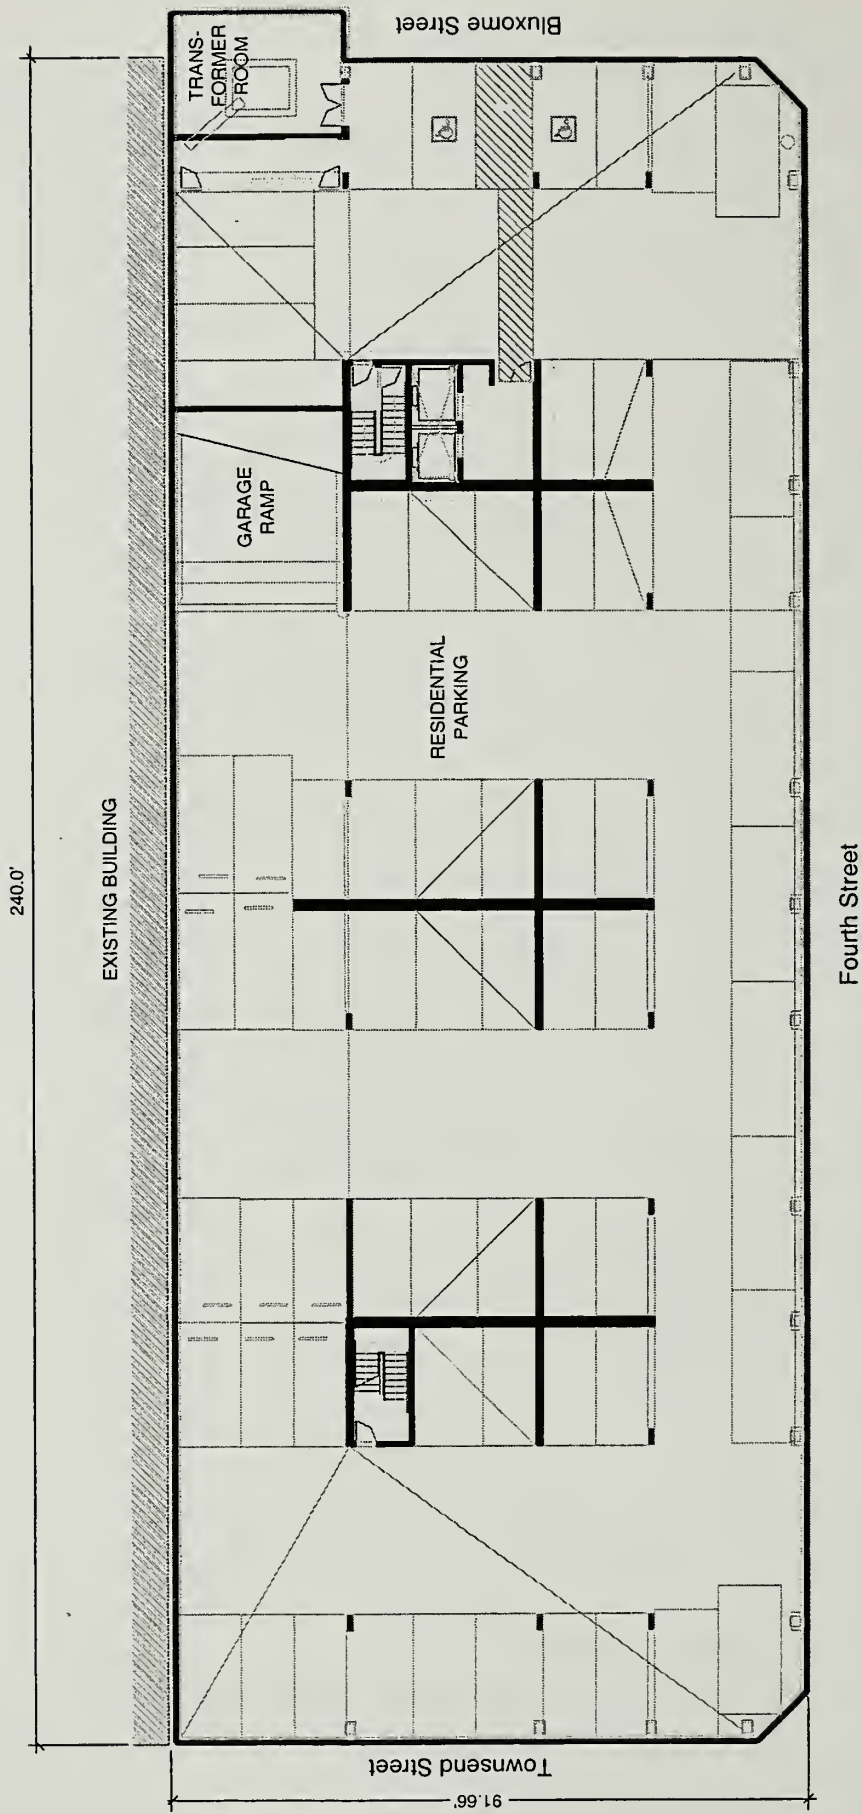 Bluxome Street
TRANS-
FORMER
ROOM
240.0'
EXISTING BUILDING
GARAGE
RAMP
RESIDENTIAL
PARKING
Fourth Street
Townsend Street
91.66'